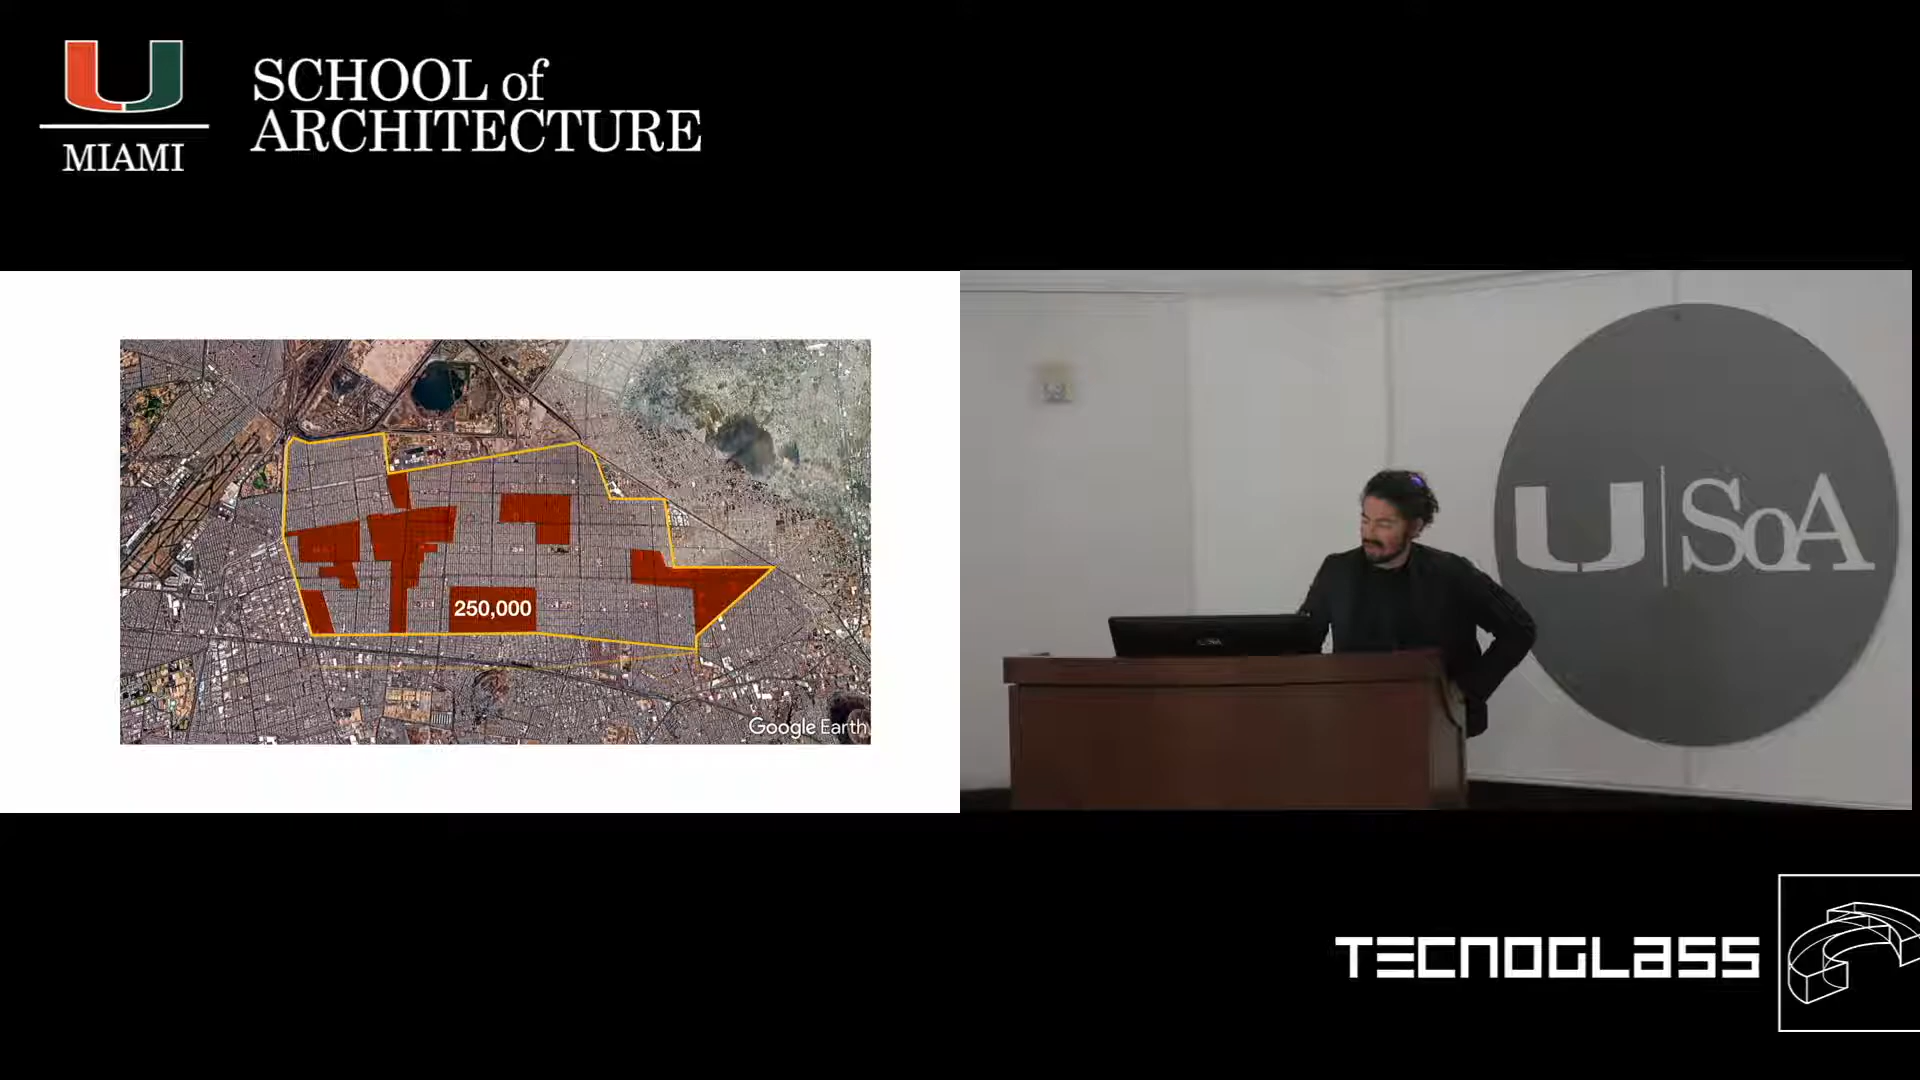 MIAMI
SCHOOL of
ARCHITECTURE
250,000
Google Earth
U SoA
TECNOGLASS